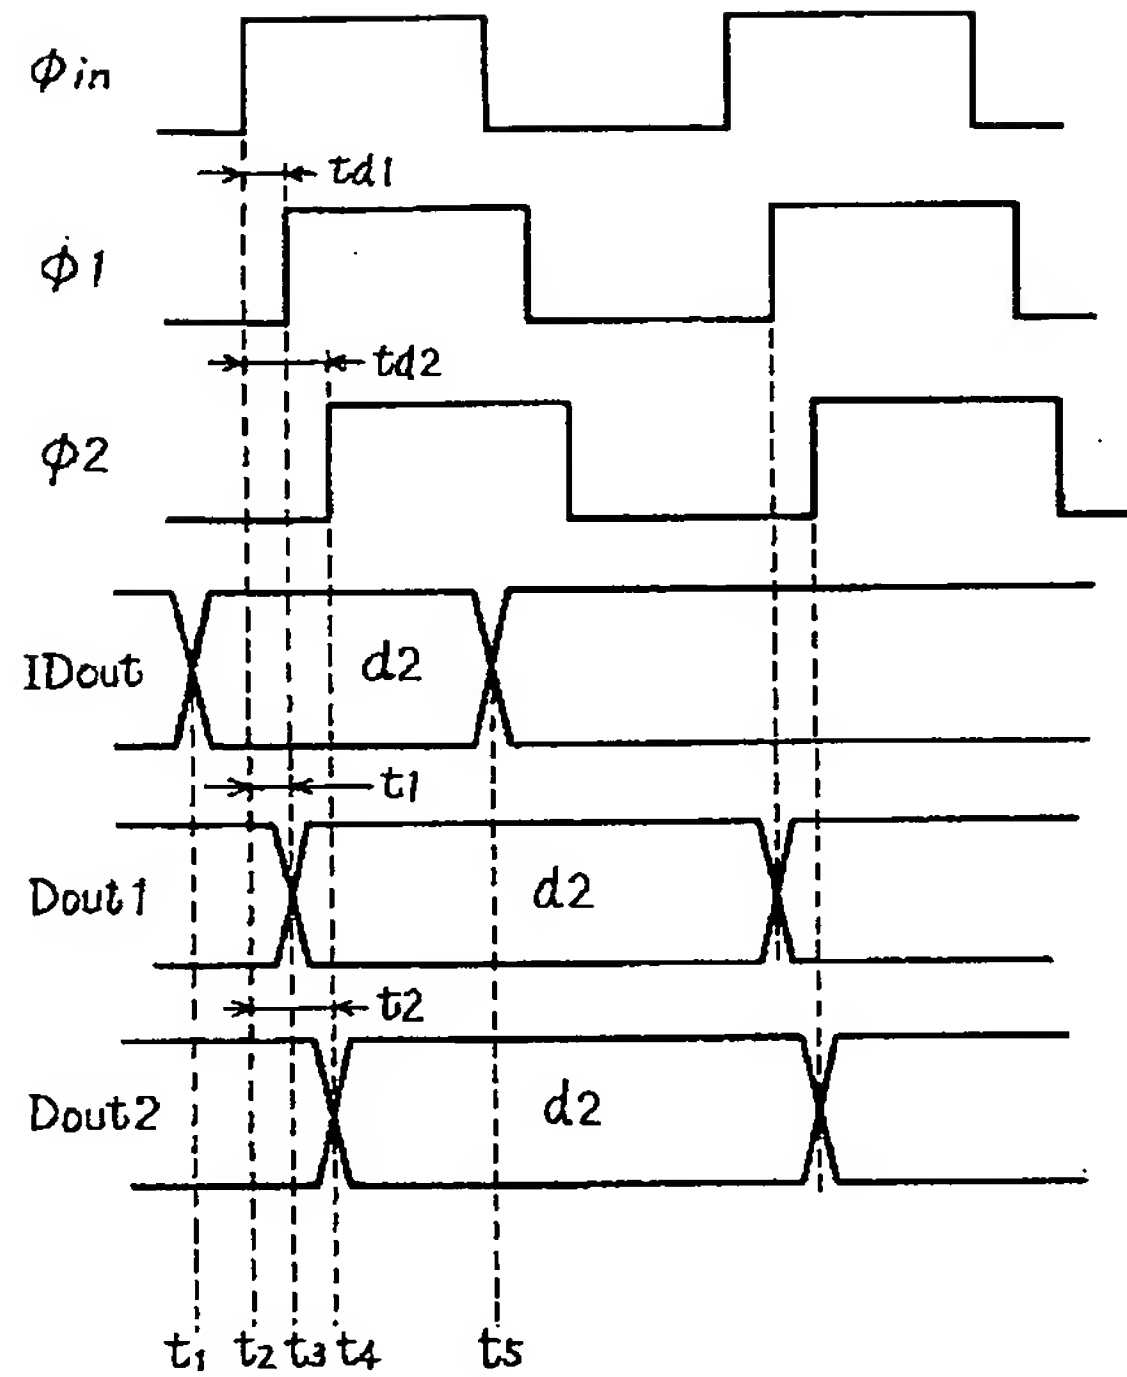 ϕin
td1
ϕ1
td2
ϕ2
IDout d2
t1
Dout1 d2
t2
Dout2 d2
t1 t2 t3 t4 t5